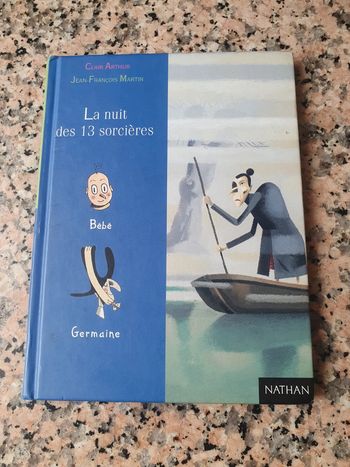 Clair Arthur
Jean François Martin
La nuit
des 13 sorcières
Bébé
Germaine
NATHAN